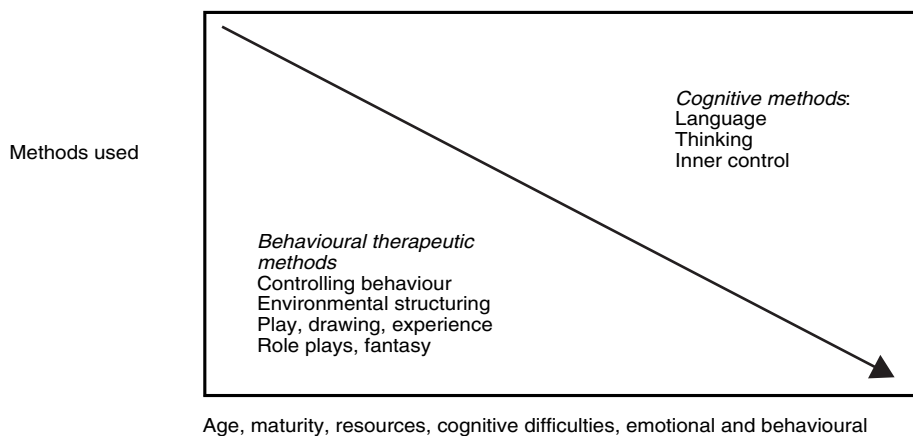 Cognitive methods:
Language
Thinking
Inner control
Methods used
Behavioural therapeutic
methods
Controlling behaviour
Environmental structuring
Play, drawing, experience
Role plays, fantasy
Age, maturity, resources, cognitive difficulties, emotional and behavioural